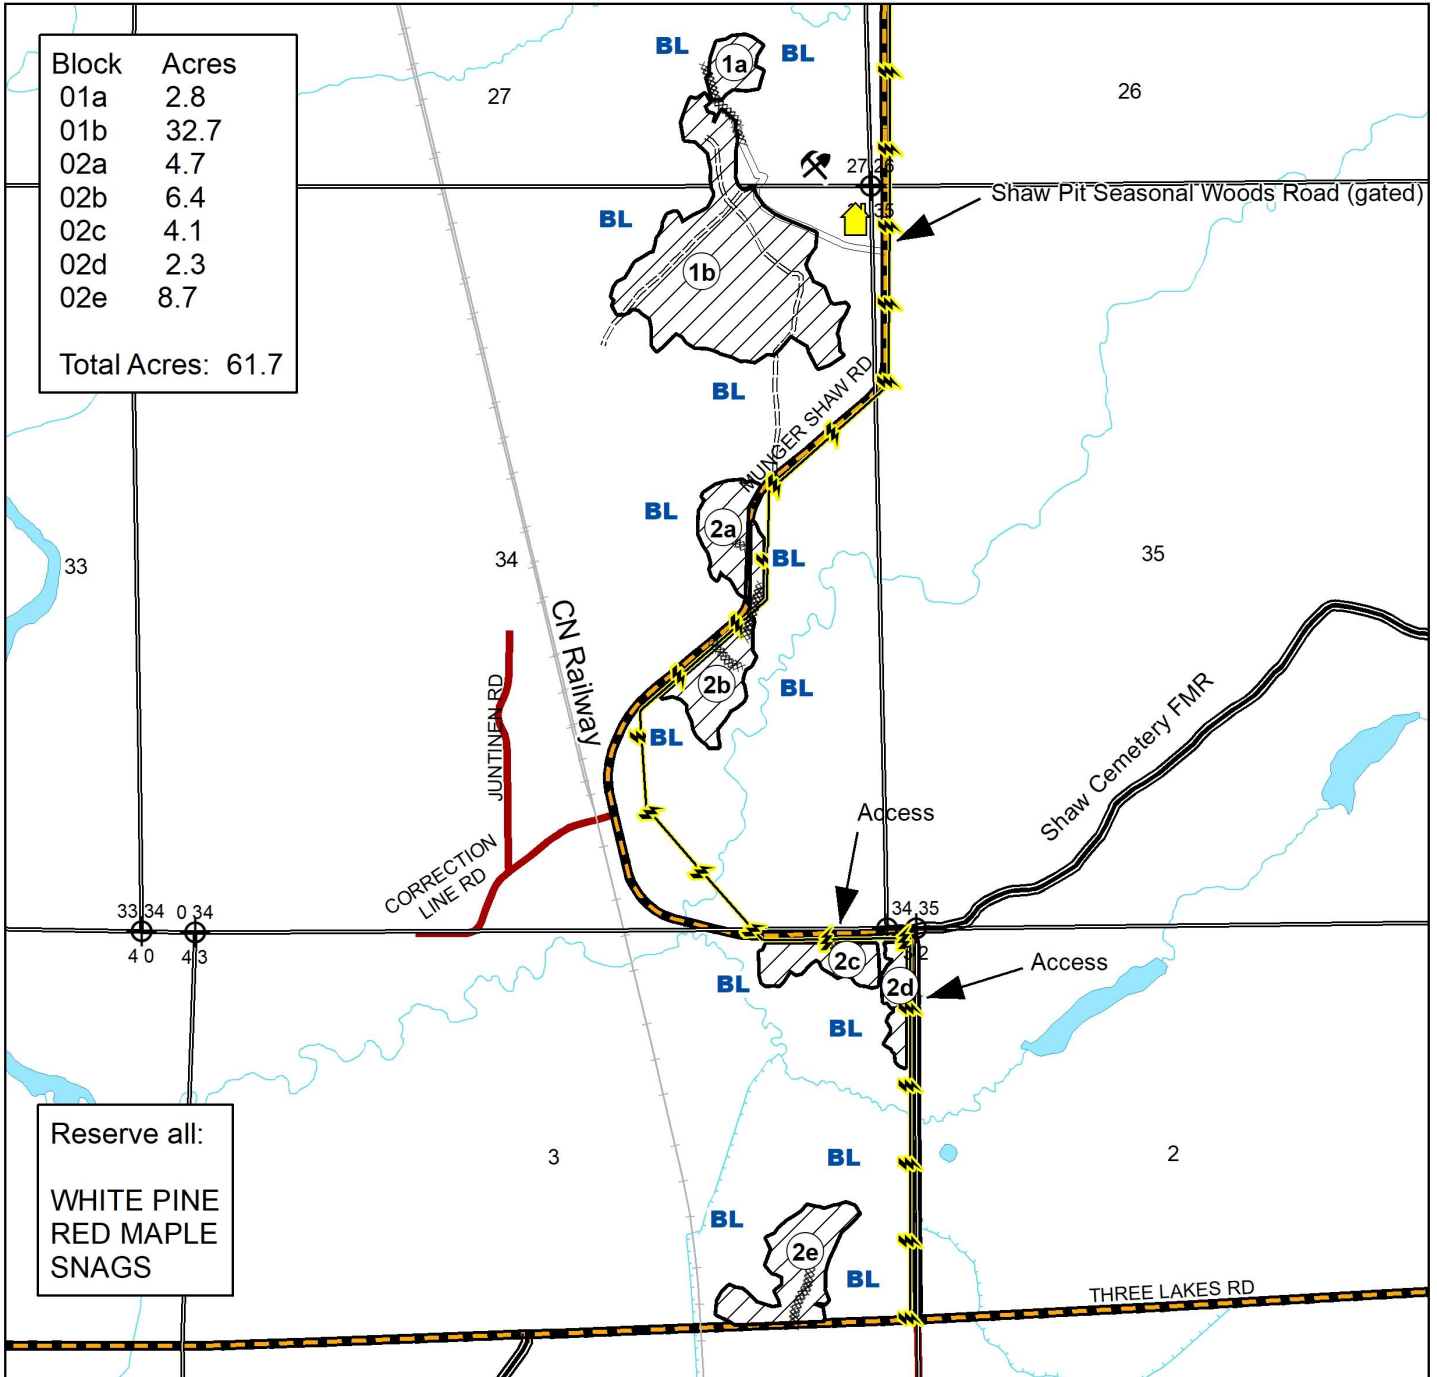 Block Acres
01a 2.8
01b 32.7
02a 4.7
02b 6.4
02c 4.1
02d 2.3
02e 8.7
Total Acres: 61.7
BL
1a
BL
27
26
27 26
35
Shaw Pit Seasonal Woods Road (gated)
BL
1b
BL
MUNGER SHAW RD
BL
2a
BL
33
34
35
CN Railway
JUNTINEN RD
2b
BL
BL
Shaw Cemetery FMR
Access
CORRECTION
LINE RD
33 34
0 34
34 35
4 0
4 3
2
2c
BL
2d
Access
BL
Reserve all:
WHITE PINE
RED MAPLE
SNAGS
3
BL
2
BL
2e
BL
THREE LAKES RD